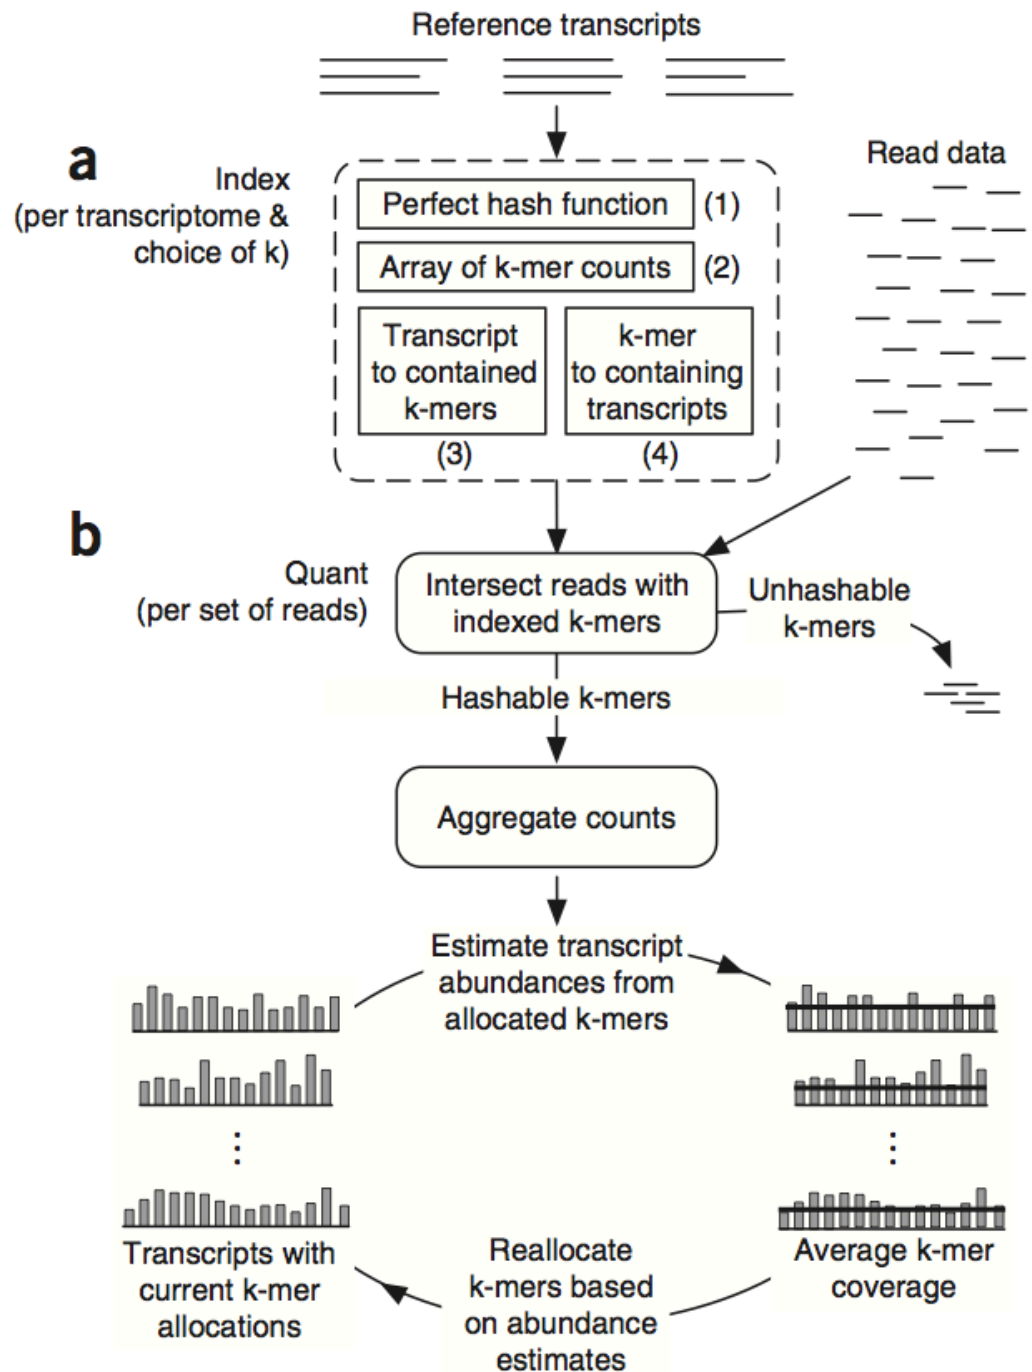 Reference transcripts
a
Index
(per transcriptome &
choice of k)
Read data
Perfect hash function (1)
Array of k-mer counts (2)
Transcript
to contained
k-mers
(3)
k-mer
to containing
transcripts
(4)
b
Quant
(per set of reads)
Intersect reads with
indexed k-mers
Unhashable
k-mers
Hashable k-mers
Aggregate counts
Estimate transcript
abundances from
allocated k-mers
Transcripts with
current k-mer
allocations
Reallocate
k-mers based
on abundance
estimates
Average k-mer
coverage